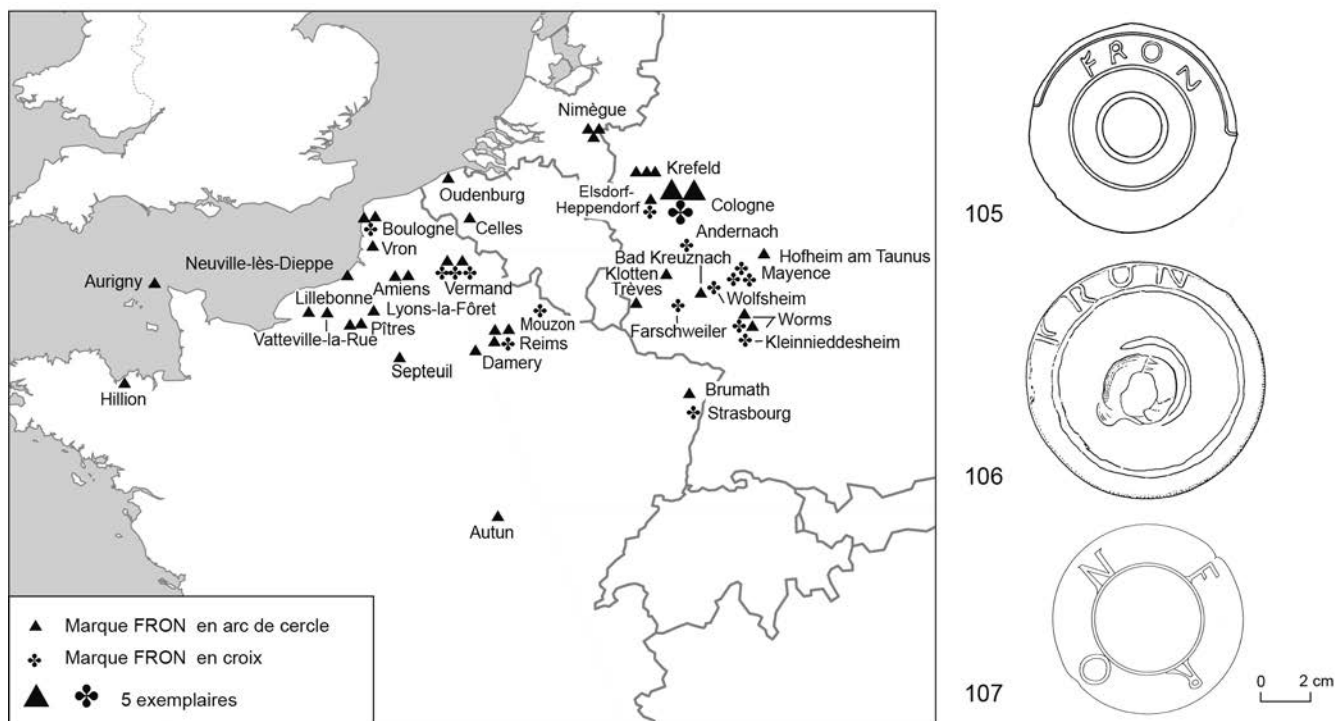 Nimègue
Krefeld
Oudenburg
Elsdorf-
Heppendorf
Cologne
Celles
Boulogne
Andernach
Vron
Bad Kreuznach
Hofheim am Taunus
Neuville-lès-Dieppe
Klotten
Mayence
Aurigny
Amiens
Vermand
Trèves
Wolfsheim
Lillebonne
Lyons-la-Fôret
Mouzon
Worms
Vatteville-la-Rue
Pîtres
Reims
Farschweiler
Kleinnieddesheim
Septeuil
Damery
Hillion
Brumath
Strasbourg
Autun
Marque FRON en arc de cercle
Marque FRON en croix
5 exemplaires
FRON
105
FRON
106
N F
O R
107
0 2 cm